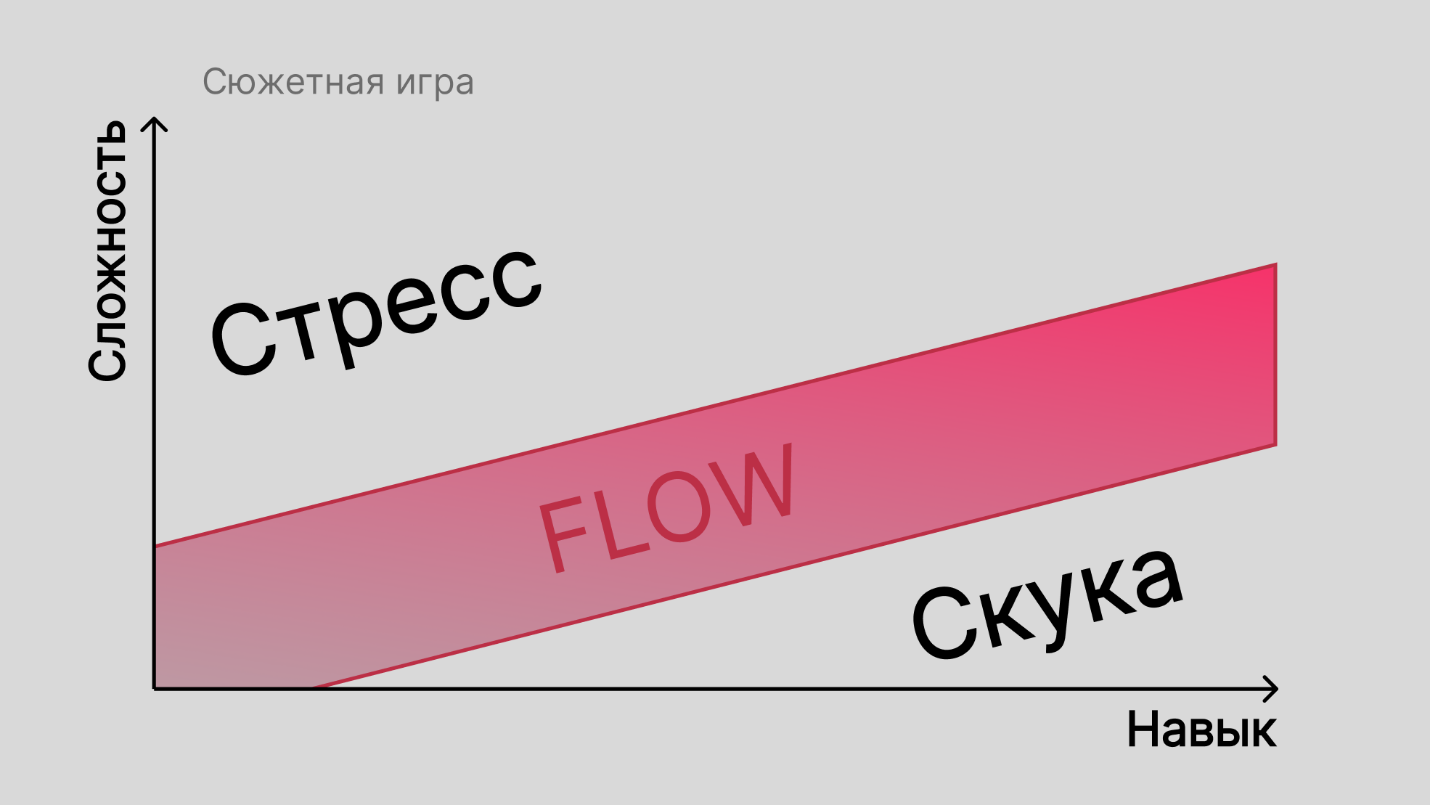 Сюжетная игра
Сложность
Стресс
FLOW
Скука
Навык